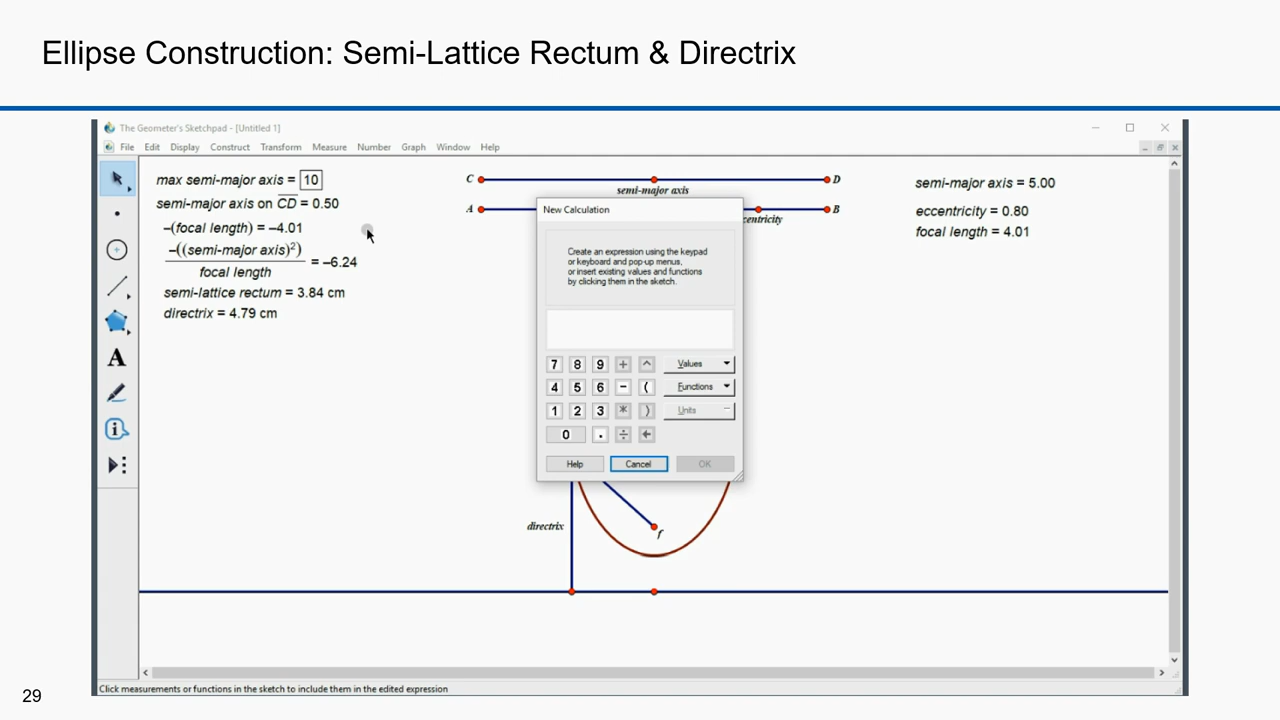 Ellipse Construction: Semi-Lattice Rectum & Directrix
The Geometer's Sketchpad - [Untitled 1]
File Edit Display Construct Transform Measure Number Graph Window Help
max semi-major axis = 10
semi-major axis on CD = 0.50
-(focal length) = -4.01
-((semi-major axis)²)
focal length
= -6.24
semi-lattice rectum = 3.84 cm
directrix = 4.79 cm
A
C
D
semi-major axis
A
B
centricity
semi-major axis = 5.00
eccentricity = 0.80
focal length = 4.01
New Calculation
Create an expression using the keypad
or keyboard and pop-up menus,
or insert existing values and functions
by clicking them in the sketch.
7 8 9 + ^ Values
4 5 6 - ( Functions
1 2 3 * ) Units
0 . ÷ ←
Help Cancel OK
directrix
f
Click measurements or functions in the sketch to include them in the edited expression
29